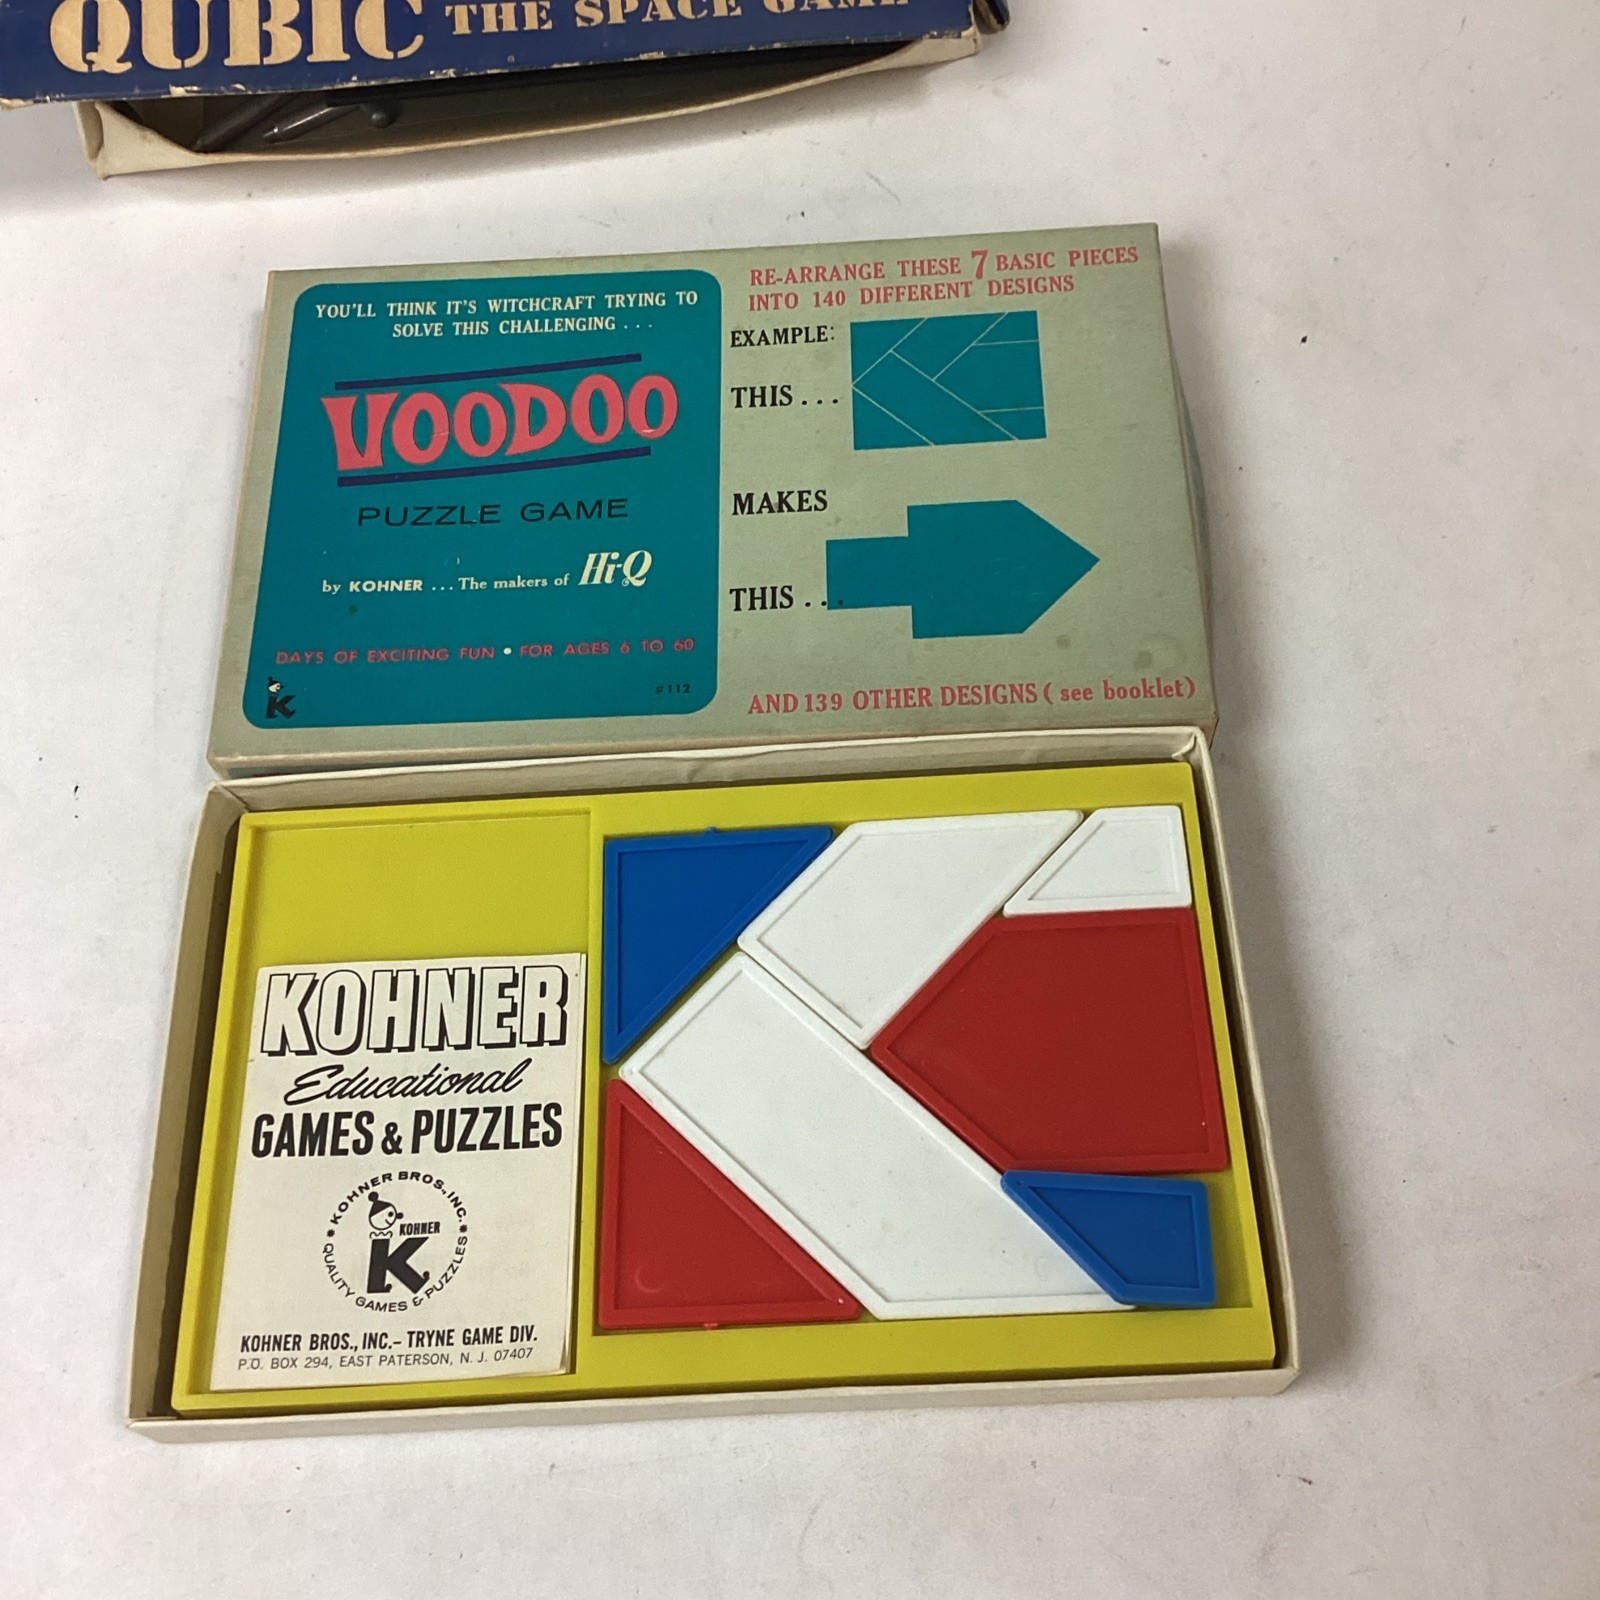 QUBIC THE SPACE GAME
YOU'LL THINK IT'S WITCHCRAFT TRYING TO
SOLVE THIS CHALLENGING . . .
VOODOO
PUZZLE GAME
by KOHNER ... The makers of Hi-Q
DAYS OF EXCITING FUN • FOR AGES 6 TO 60
#112
K
RE-ARRANGE THESE 7 BASIC PIECES
INTO 140 DIFFERENT DESIGNS
EXAMPLE:
THIS . . .
MAKES
THIS . . .
AND 139 OTHER DESIGNS ( see booklet)
KOHNER
Educational
GAMES & PUZZLES
KOHNER BROS., INC.
KOHNER
K
QUALITY GAMES & PUZZLES
KOHNER BROS., INC.– TRYNE GAME DIV.
P.O. BOX 294, EAST PATERSON, N. J. 07407